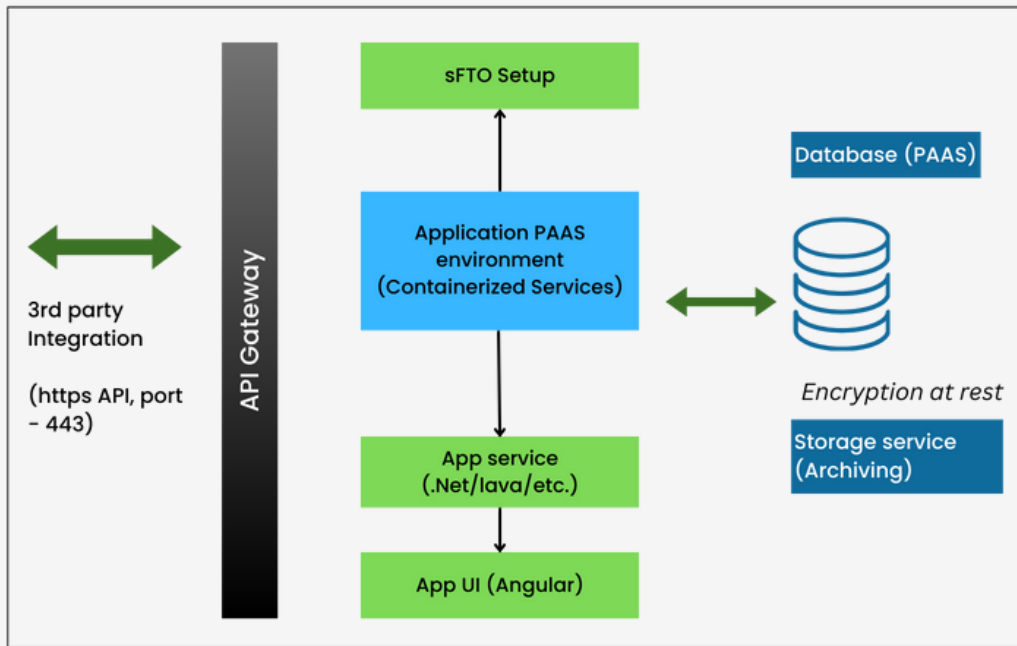 sFTO Setup
Database (PAAS)
Application PAAS
environment
(Containerized Services)
API Gateway
3rd party
Integration
(https API, port
- 443)
Encryption at rest
Storage service
(Archiving)
App service
(.Net/lava/etc.)
App UI (Angular)